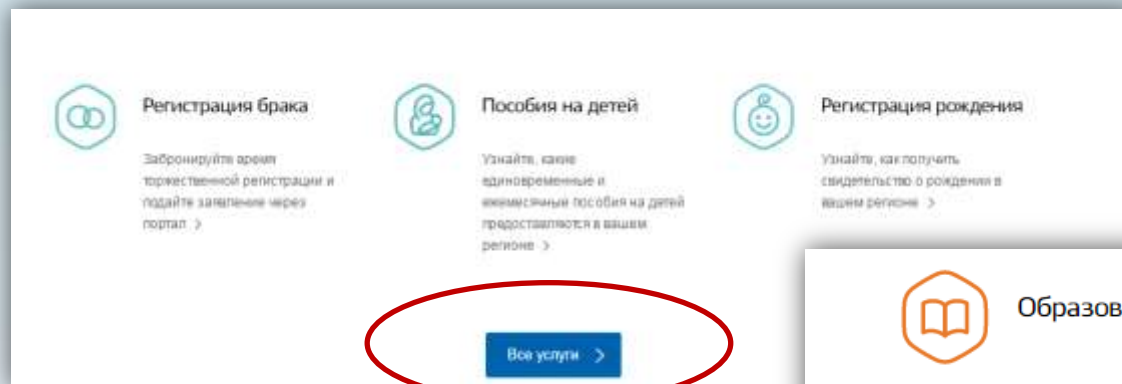 Регистрация брака
Забронируйте время
торжественной регистрации и
подайте заявление через
портал >
Пособия на детей
Узнайте, какие
единовременные и
ежемесячные пособия на детей
предоставляются в вашем
регионе >
Регистрация рождения
Узнайте, как получить
свидетельство о рождении в
вашем регионе >
Все услуги >
Образов